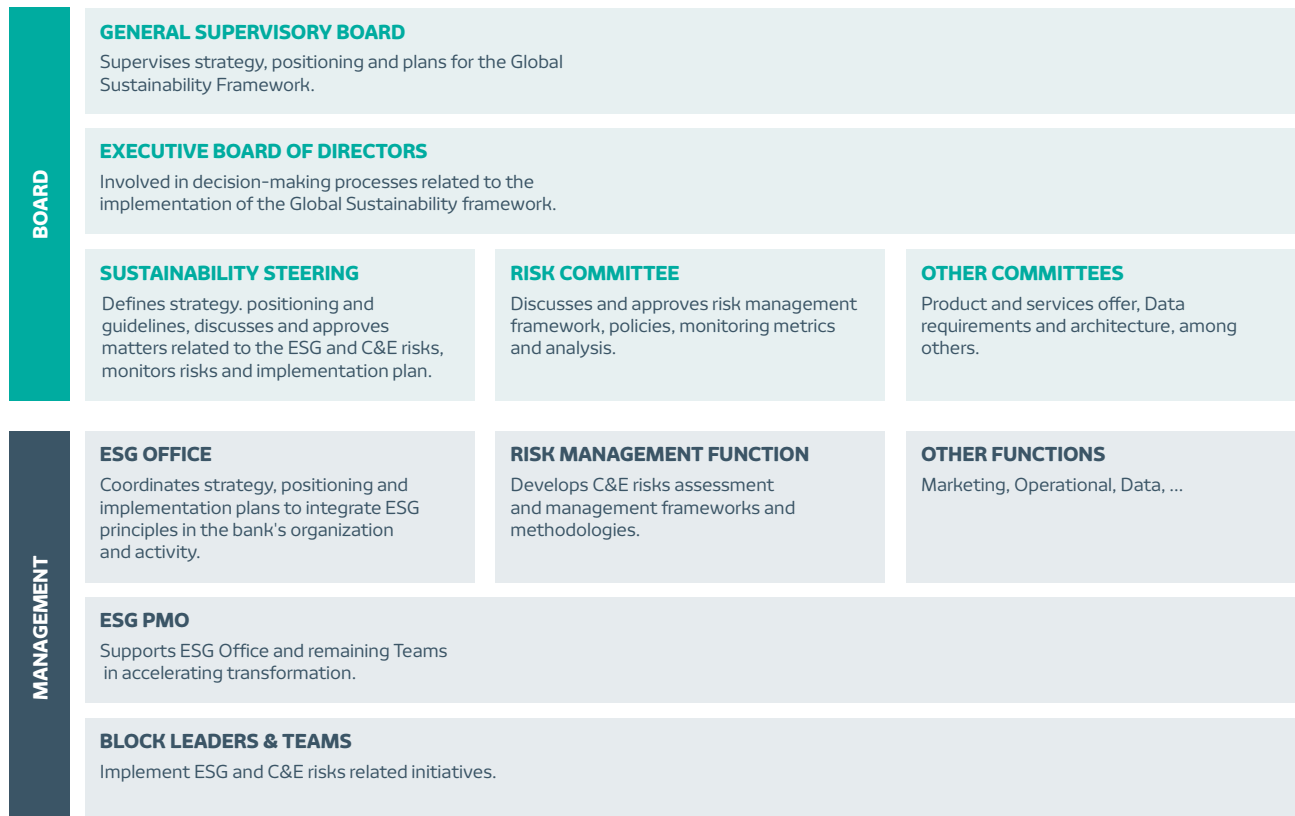 BOARD
GENERAL SUPERVISORY BOARD
Supervises strategy, positioning and plans for the Global
Sustainability Framework.
EXECUTIVE BOARD OF DIRECTORS
Involved in decision-making processes related to the
implementation of the Global Sustainability framework.
SUSTAINABILITY STEERING
Defines strategy. positioning and
guidelines, discusses and approves
matters related to the ESG and C&E risks,
monitors risks and implementation plan.
RISK COMMITTEE
Discusses and approves risk management
framework, policies, monitoring metrics
and analysis.
OTHER COMMITTEES
Product and services offer, Data
requirements and architecture, among
others.
MANAGEMENT
ESG OFFICE
Coordinates strategy, positioning and
implementation plans to integrate ESG
principles in the bank's organization
and activity.
RISK MANAGEMENT FUNCTION
Develops C&E risks assessment
and management frameworks and
methodologies.
OTHER FUNCTIONS
Marketing, Operational, Data, ...
ESG PMO
Supports ESG Office and remaining Teams
in accelerating transformation.
BLOCK LEADERS & TEAMS
Implement ESG and C&E risks related initiatives.